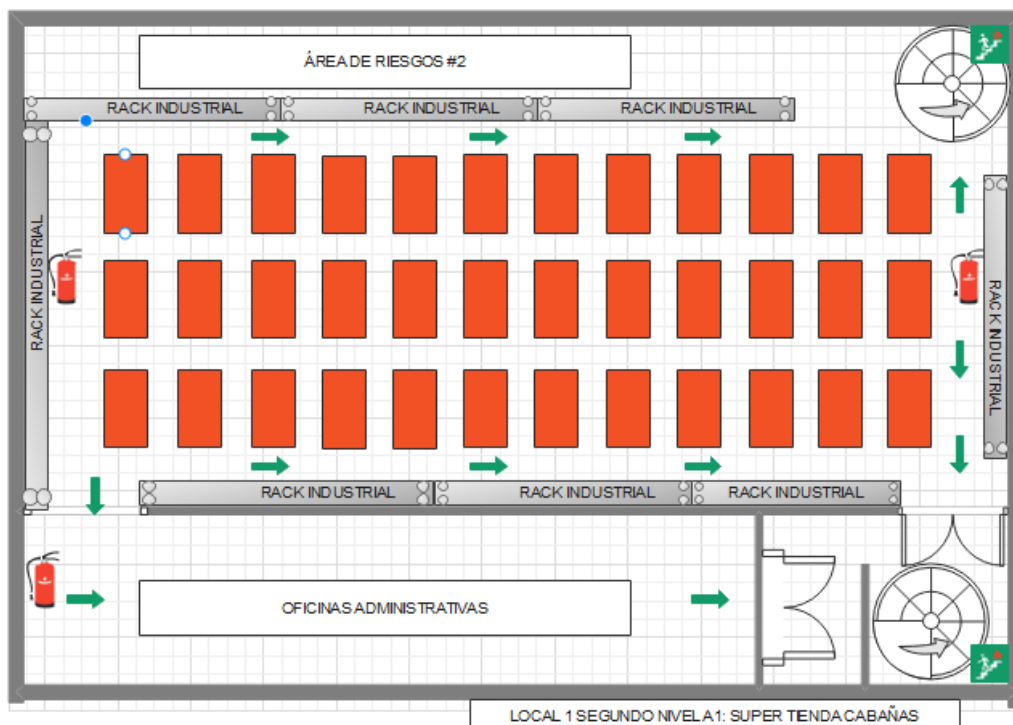 ÁREA DE RIESGOS #2
RACK INDUSTRIAL
RACK INDUSTRIAL
RACK INDUSTRIAL
RACK INDUSTRIAL
RACK INDUSTRIAL
RACK INDUSTRIAL
RACK INDUSTRIAL
RACK INDUSTRIAL
OFICINAS ADMINISTRATIVAS
LOCAL 1 SEGUNDO NIVEL A1: SUPER TIENDA CABAÑAS